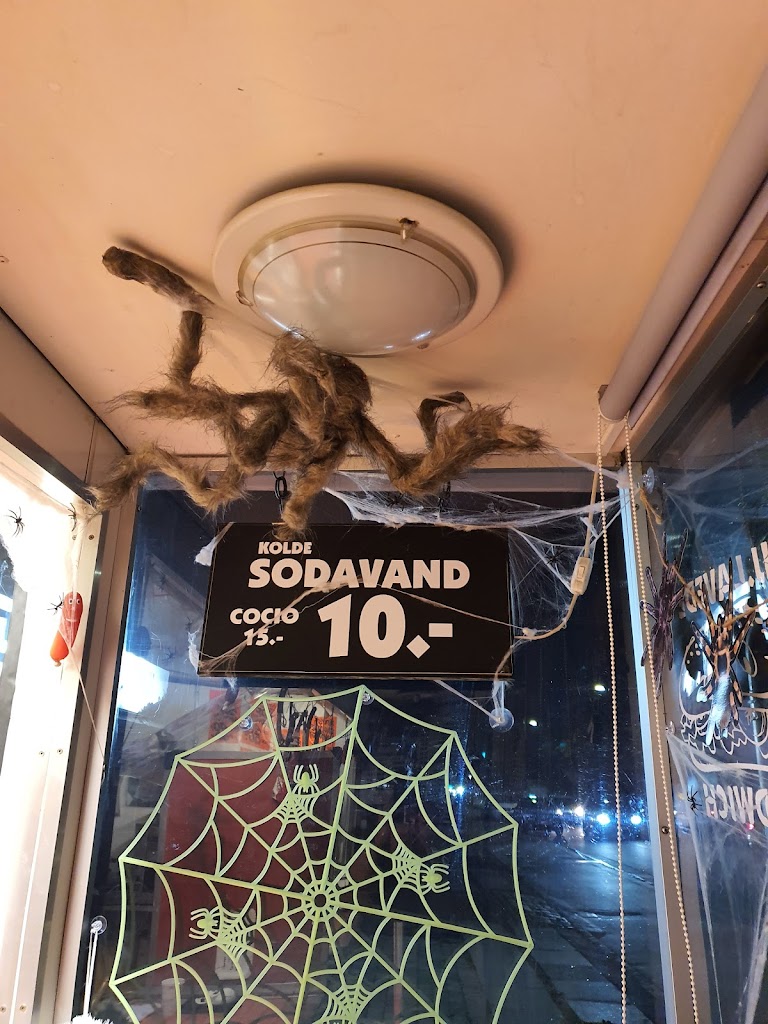 KOLDE
SODAVAND
COCIO
15.-
10.-